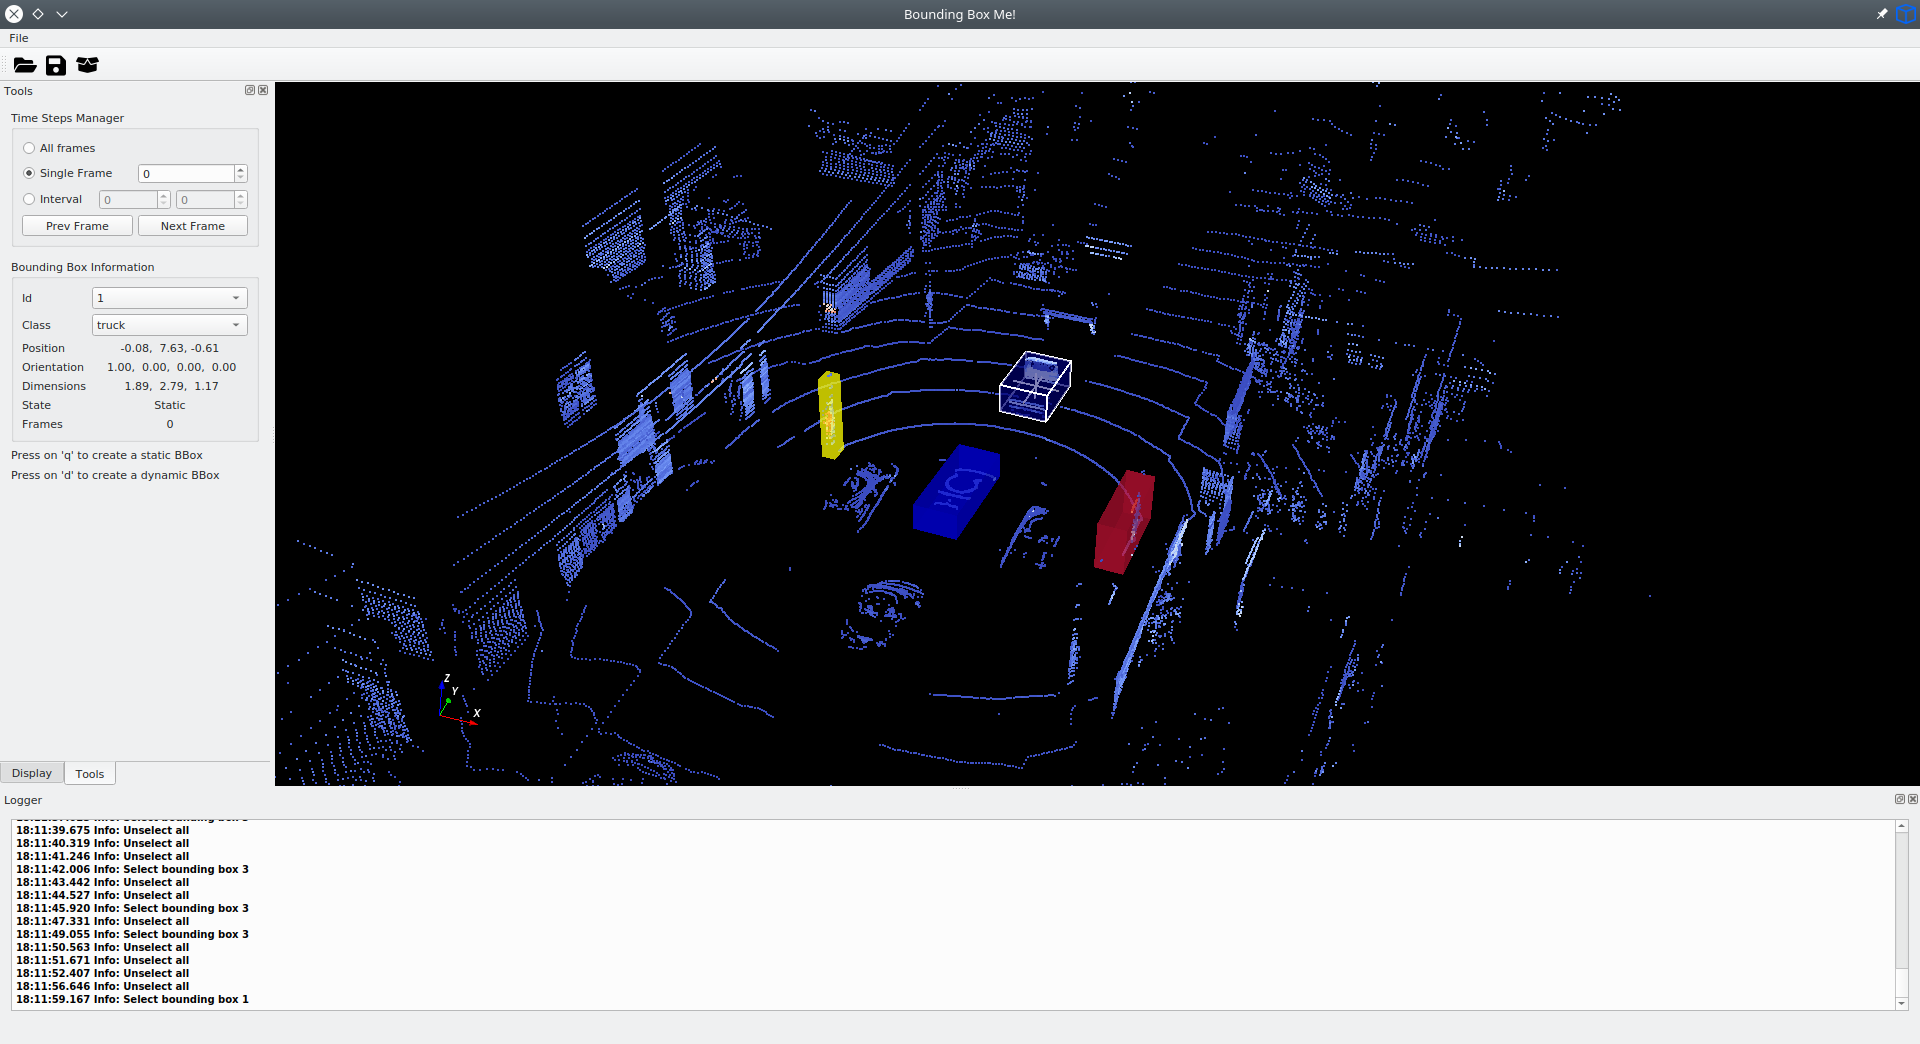 Bounding Box Me!
File
Tools
Time Steps Manager
All frames
Single Frame 0
Interval 0 0
Prev Frame Next Frame
Bounding Box Information
Id 1
Class truck
Position -0.08, 7.63, -0.61
Orientation 1.00, 0.00, 0.00, 0.00
Dimensions 1.89, 2.79, 1.17
State Static
Frames 0
Press on 'q' to create a static BBox
Press on 'd' to create a dynamic BBox
Z
Y
X
Display Tools
Logger
18:11:39.675 Info: Unselect all
18:11:40.319 Info: Unselect all
18:11:41.246 Info: Unselect all
18:11:42.006 Info: Select bounding box 3
18:11:43.442 Info: Unselect all
18:11:44.527 Info: Unselect all
18:11:45.920 Info: Select bounding box 3
18:11:47.331 Info: Unselect all
18:11:49.055 Info: Select bounding box 3
18:11:50.563 Info: Unselect all
18:11:51.671 Info: Unselect all
18:11:52.407 Info: Unselect all
18:11:56.646 Info: Unselect all
18:11:59.167 Info: Select bounding box 1